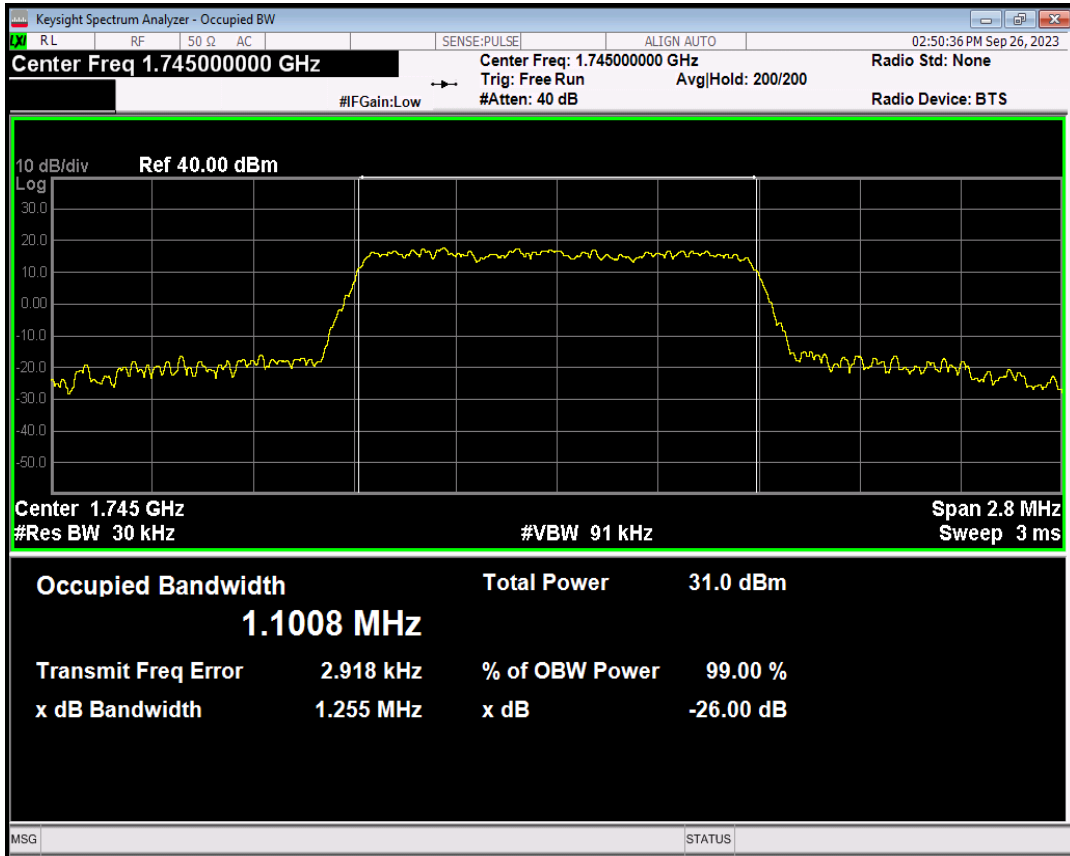 Keysight Spectrum Analyzer - Occupied BW
LXI RL RF 50 Ω AC SENSE:PULSE ALIGN AUTO 02:50:36 PM Sep 26, 2023
Center Freq 1.745000000 GHz
Center Freq: 1.745000000 GHz Radio Std: None
Trig: Free Run Avg|Hold: 200/200
#IFGain:Low #Atten: 40 dB Radio Device: BTS
10 dB/div Ref 40.00 dBm
Log
30.0
20.0
10.0
0.00
-10.0
-20.0
-30.0
-40.0
-50.0
Center 1.745 GHz Span 2.8 MHz
#Res BW 30 kHz #VBW 91 kHz Sweep 3 ms
Occupied Bandwidth Total Power 31.0 dBm
1.1008 MHz
Transmit Freq Error 2.918 kHz % of OBW Power 99.00 %
x dB Bandwidth 1.255 MHz x dB -26.00 dB
MSG STATUS